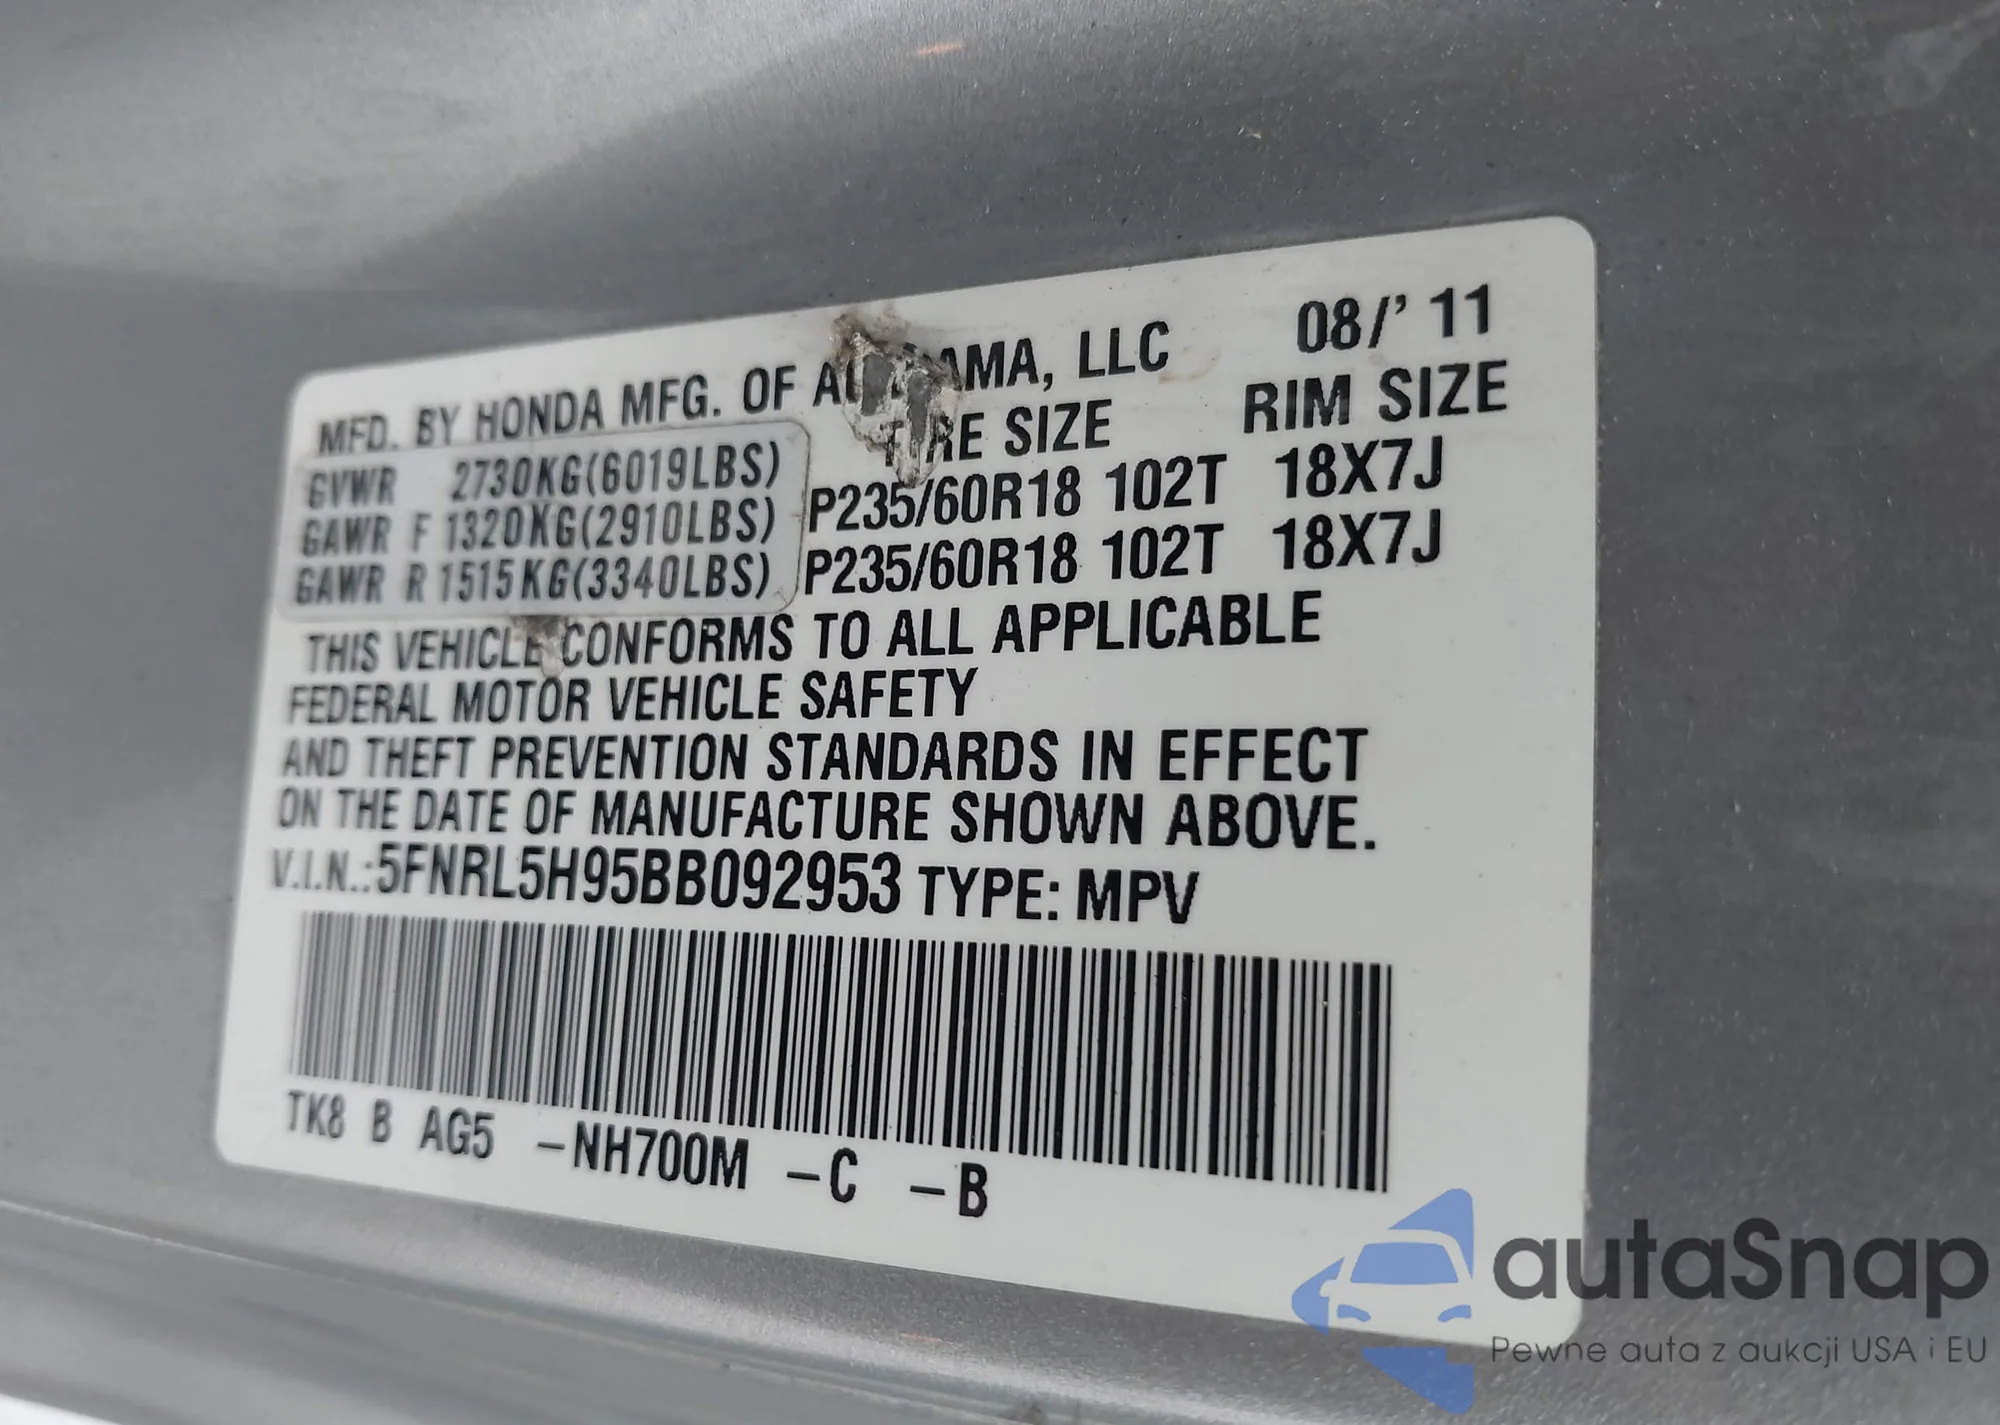 MFD. BY HONDA MFG. OF ALABAMA, LLC 08/' 11
TIRE SIZE RIM SIZE
GVWR 2730KG(6019LBS)
GAWR F 1320KG(2910LBS) P235/60R18 102T 18X7J
GAWR R 1515KG(3340LBS) P235/60R18 102T 18X7J
THIS VEHICLE CONFORMS TO ALL APPLICABLE
FEDERAL MOTOR VEHICLE SAFETY
AND THEFT PREVENTION STANDARDS IN EFFECT
ON THE DATE OF MANUFACTURE SHOWN ABOVE.
V.I.N.:5FNRL5H95BB092953 TYPE: MPV
TK8 B AG5 -NH700M -C -B
autaSnap
Pewne auta z aukcji USA i EU